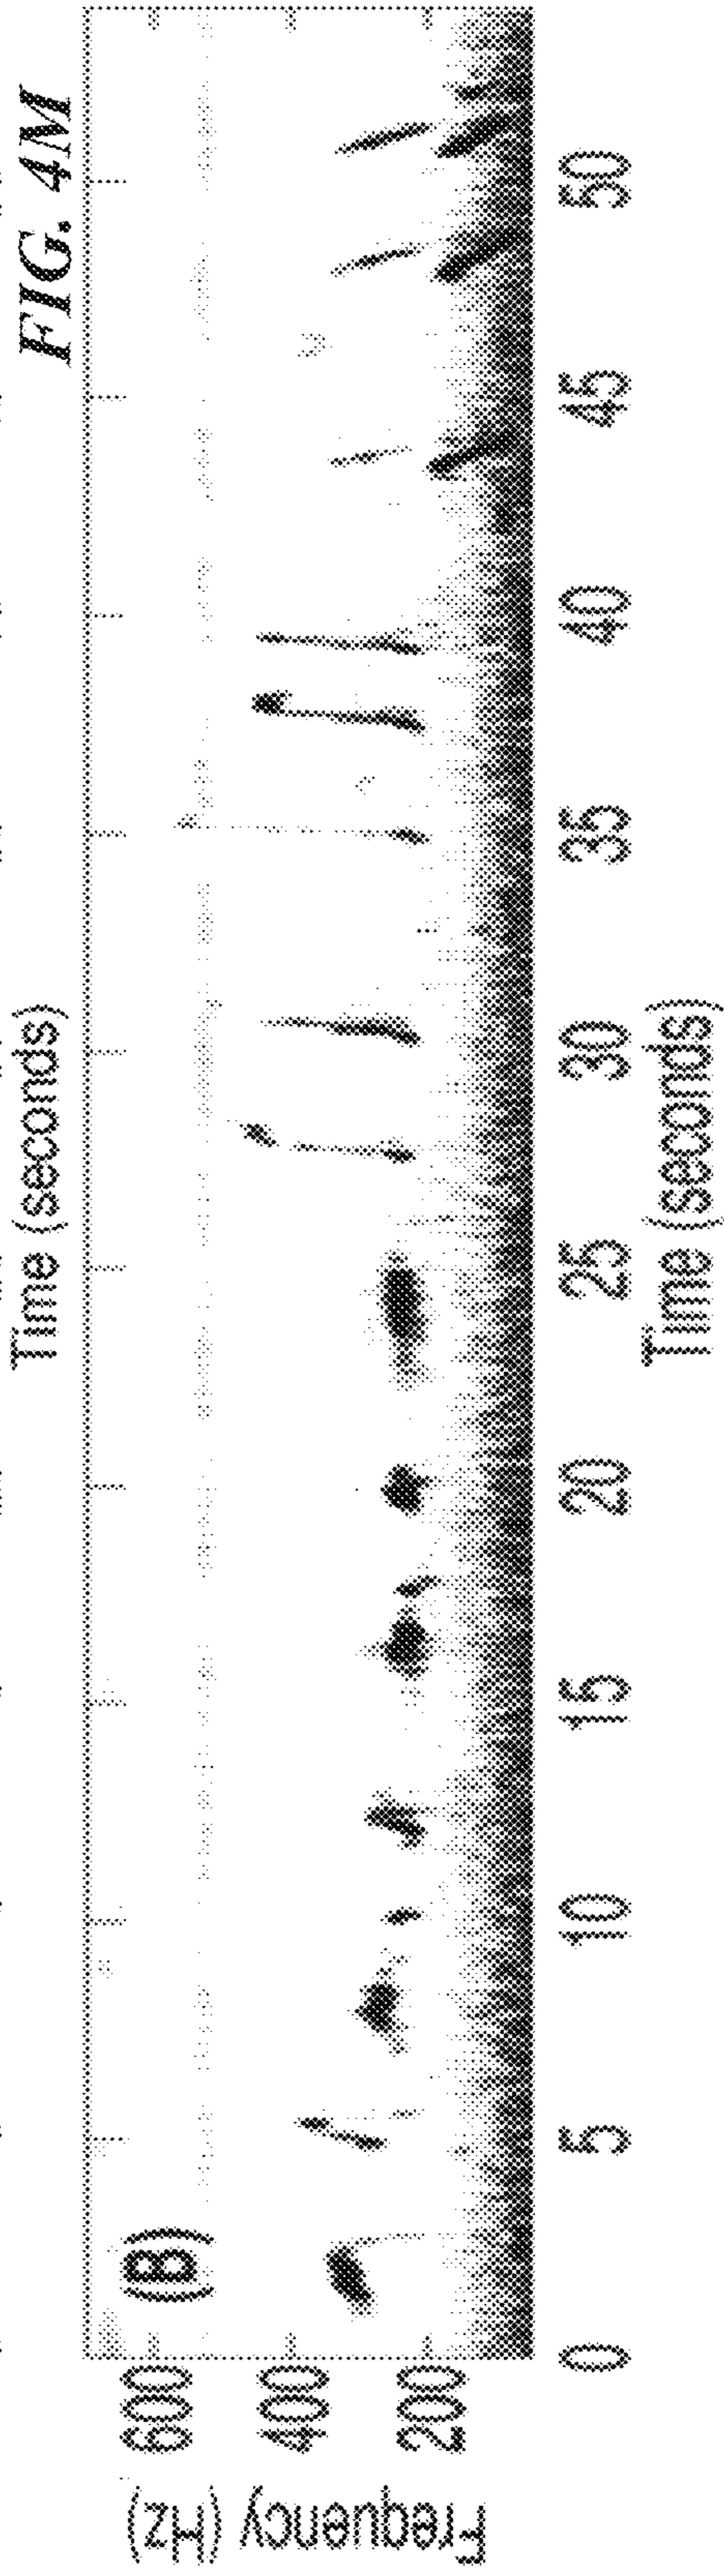 Time (seconds)
FIG. 4M
(B)
Frequency (Hz)
600
400
200
0 5 10 15 20 25 30 35 40 45 50
Time (seconds)